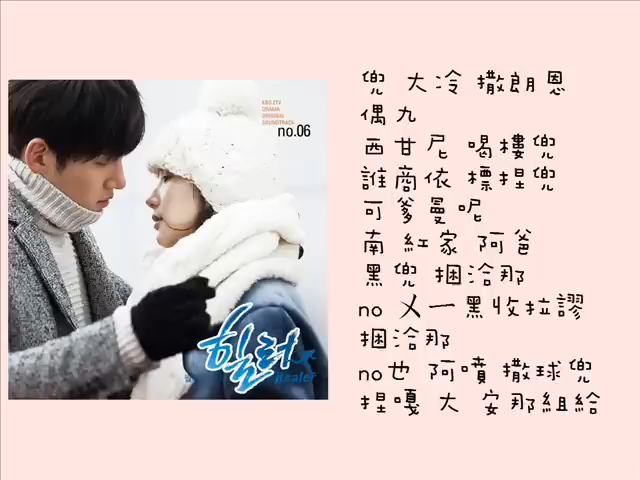 KBS 2TV
DRAMA
ORIGINAL
SOUNDTRACK
no.06
힐러
Healer
兜 大冷 撒朗恩
偶九
西甘尼 喝樓兜
誰商依 標捏兜
可爹曼呢
南 紅家 阿爸
黑兜 捆洽那
no ㄨㄧ黑收拉謬
捆洽那
no也 阿噴 撒球兜
捏嘎 大 安那組給